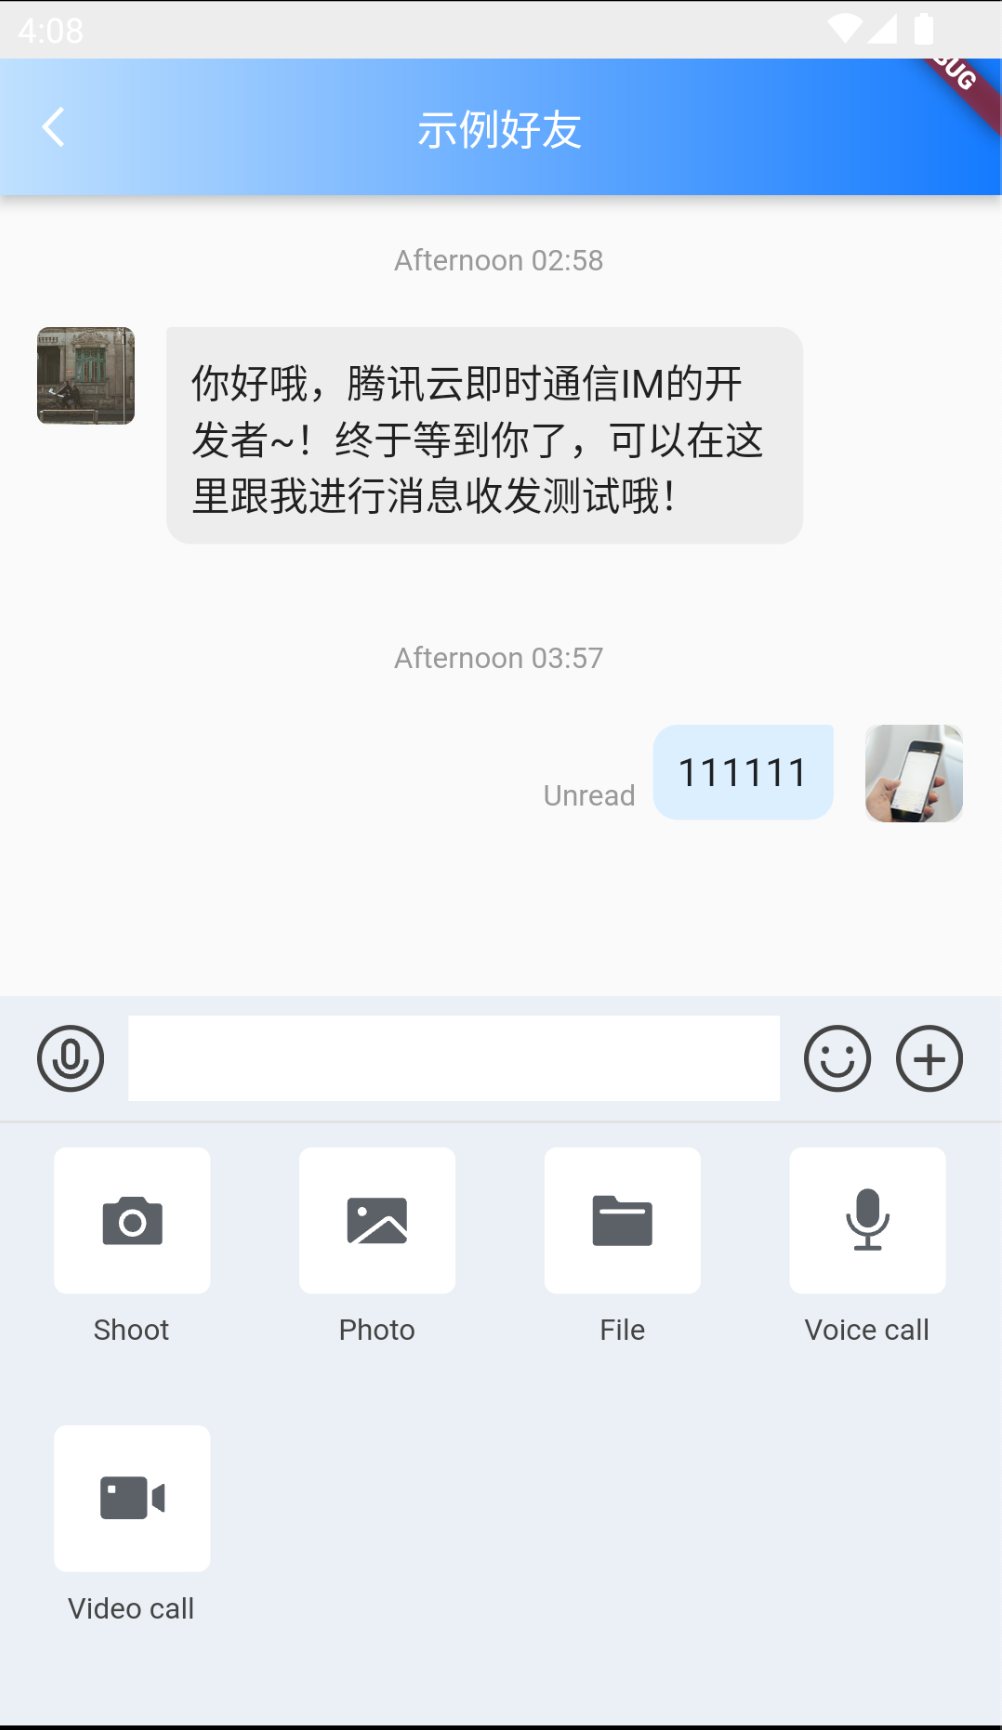 4:08
示例好友
Afternoon 02:58
你好哦，腾讯云即时通信IM的开
发者~！终于等到你了，可以在这
里跟我进行消息收发测试哦！
Afternoon 03:57
111111
Unread
Shoot
Photo
File
Voice call
Video call